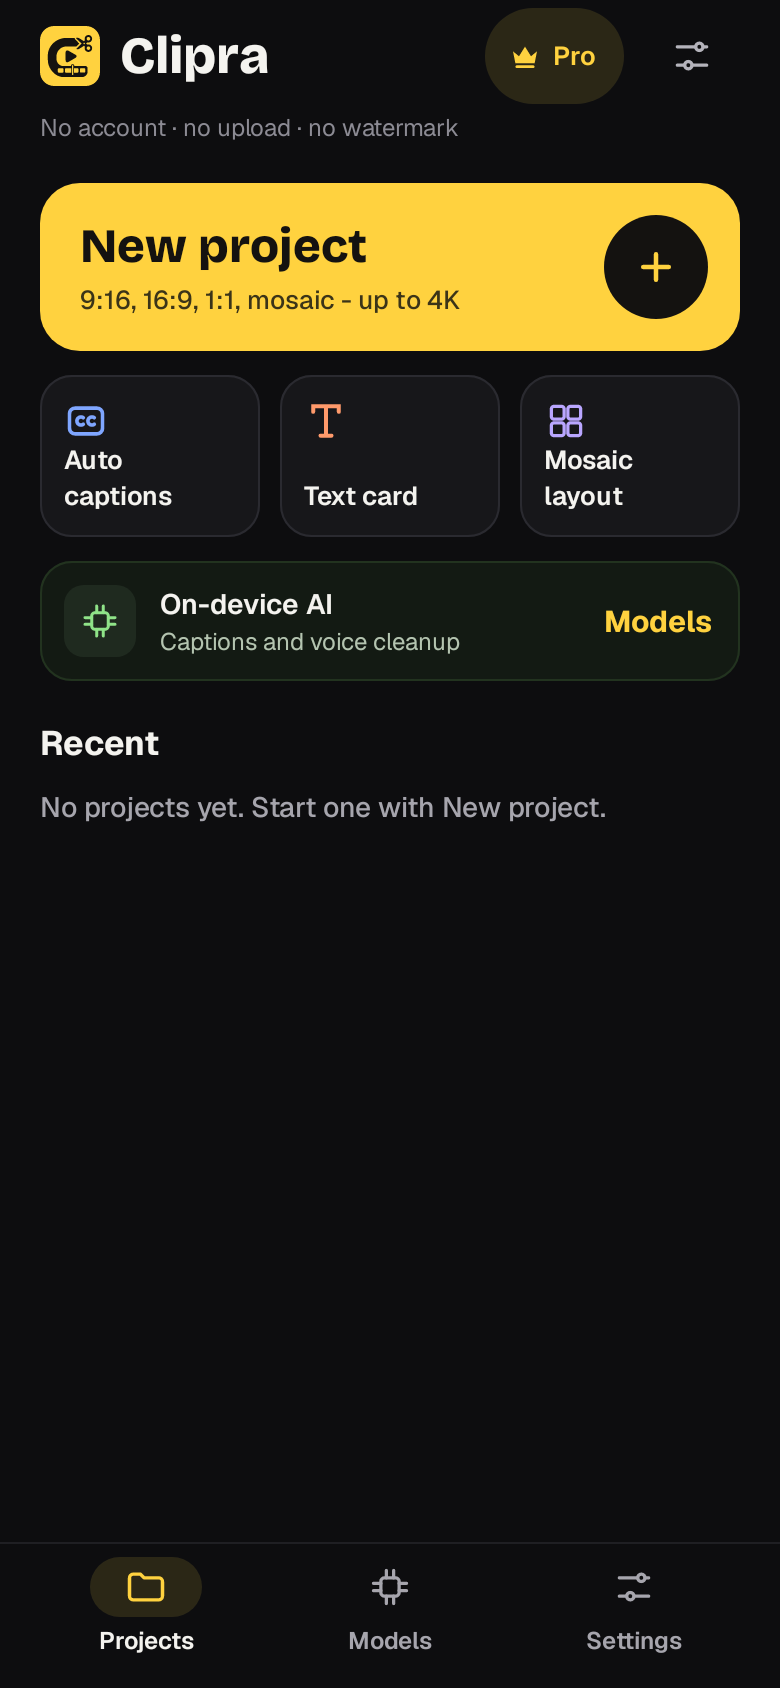 Clipra
Pro
No account · no upload · no watermark
New project
9:16, 16:9, 1:1, mosaic - up to 4K
CC
Auto
captions
Text card
Mosaic
layout
On-device AI
Captions and voice cleanup
Models
Recent
No projects yet. Start one with New project.
Projects
Models
Settings